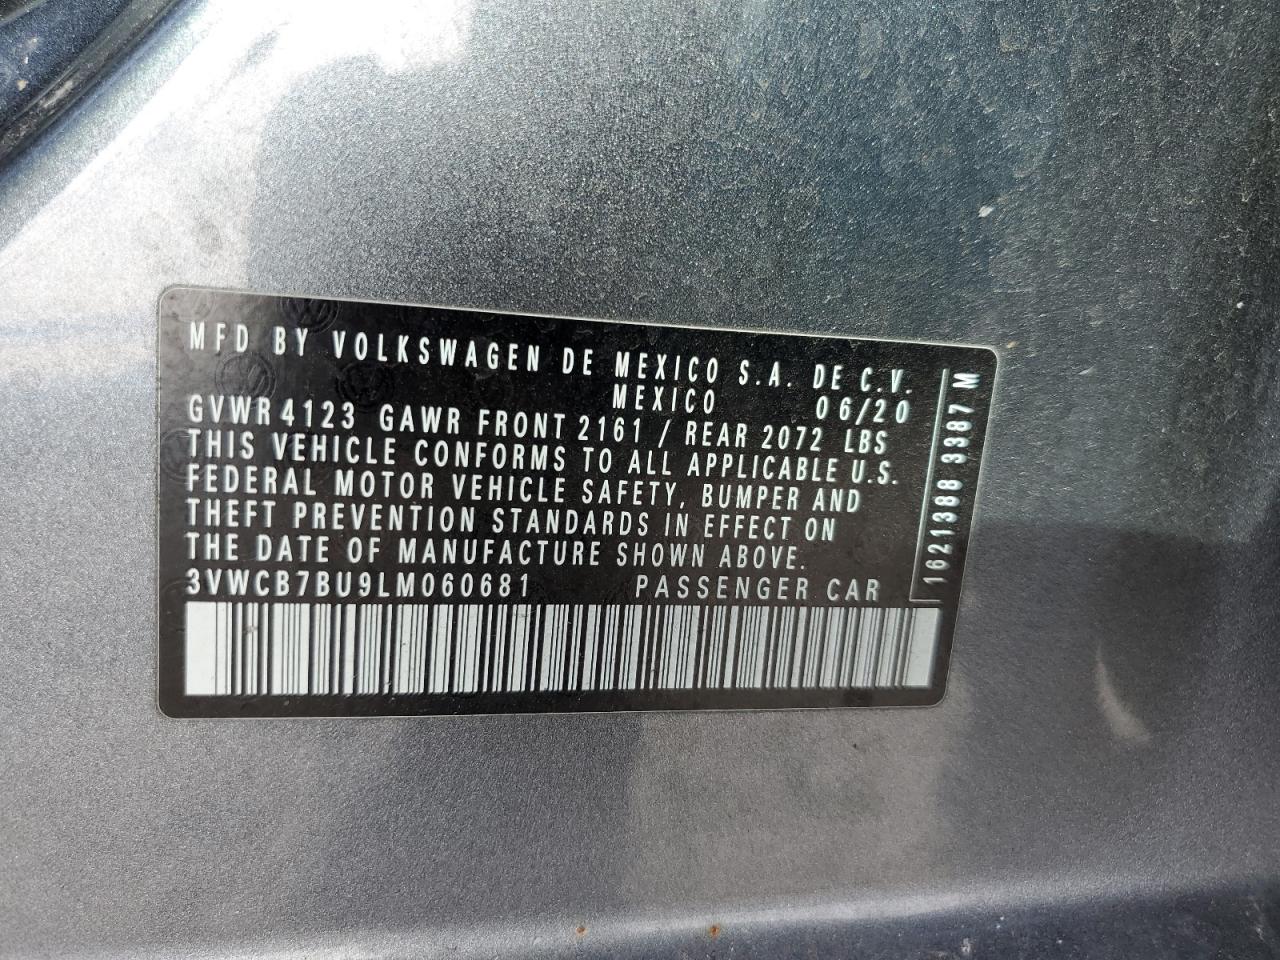 MFD BY VOLKSWAGEN DE MEXICO S.A. DE C.V.
MEXICO 06/20
GVWR 4123 GAWR FRONT 2161 / REAR 2072 LBS
THIS VEHICLE CONFORMS TO ALL APPLICABLE U.S.
FEDERAL MOTOR VEHICLE SAFETY, BUMPER AND
THEFT PREVENTION STANDARDS IN EFFECT ON
THE DATE OF MANUFACTURE SHOWN ABOVE.
3VWCB7BU9LM060681 PASSENGER CAR
1621388 3387 M